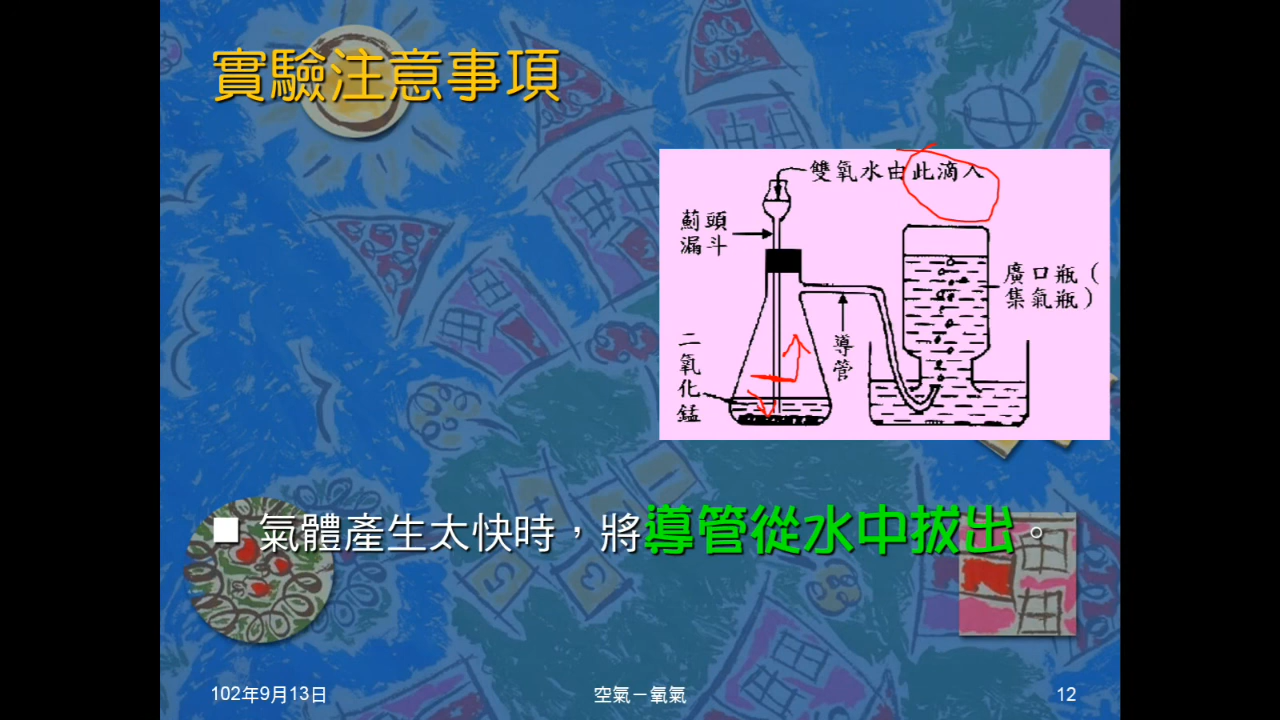 實驗注意事項
雙氧水由此滴入
薊頭
漏斗
廣口瓶(
集氣瓶)
導管
二氧化錳
■ 氣體產生太快時，將導管從水中拔出。
102年9月13日
空氣－氧氣
12